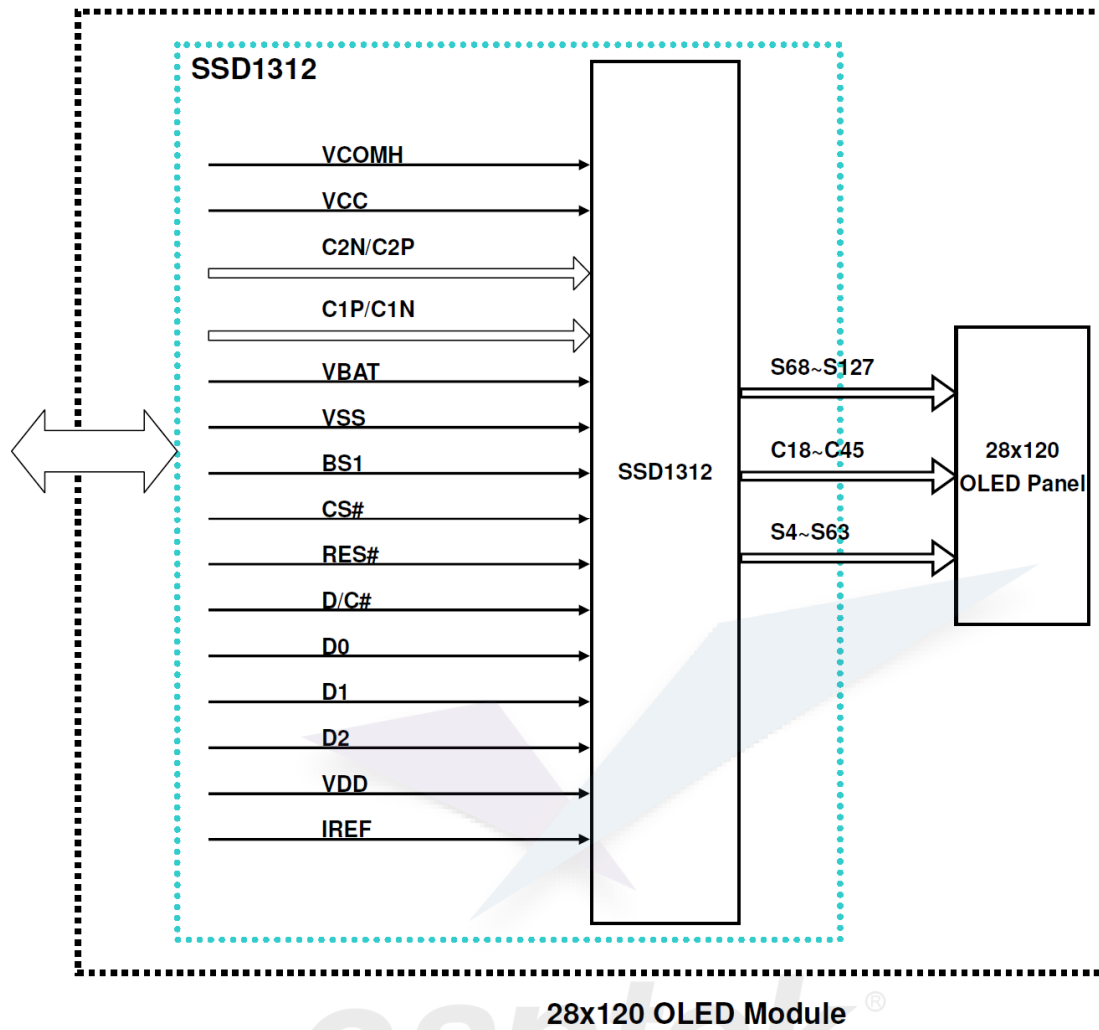 SSD1312
VCOMH
VCC
C2N/C2P
C1P/C1N
VBAT
VSS
BS1
CS#
RES#
D/C#
D0
D1
D2
VDD
IREF
SSD1312
S68~S127
C18~C45
S4~S63
28x120
OLED Panel
28x120 OLED Module
®